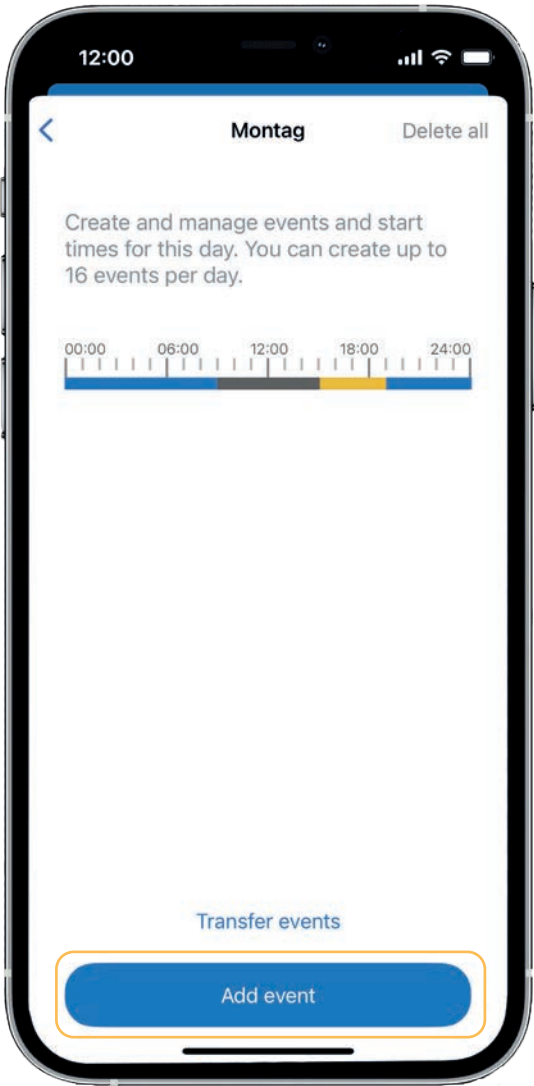 12:00
Montag
Delete all
Create and manage events and start
times for this day. You can create up to
16 events per day.
00:00 06:00 12:00 18:00 24:00
Transfer events
Add event